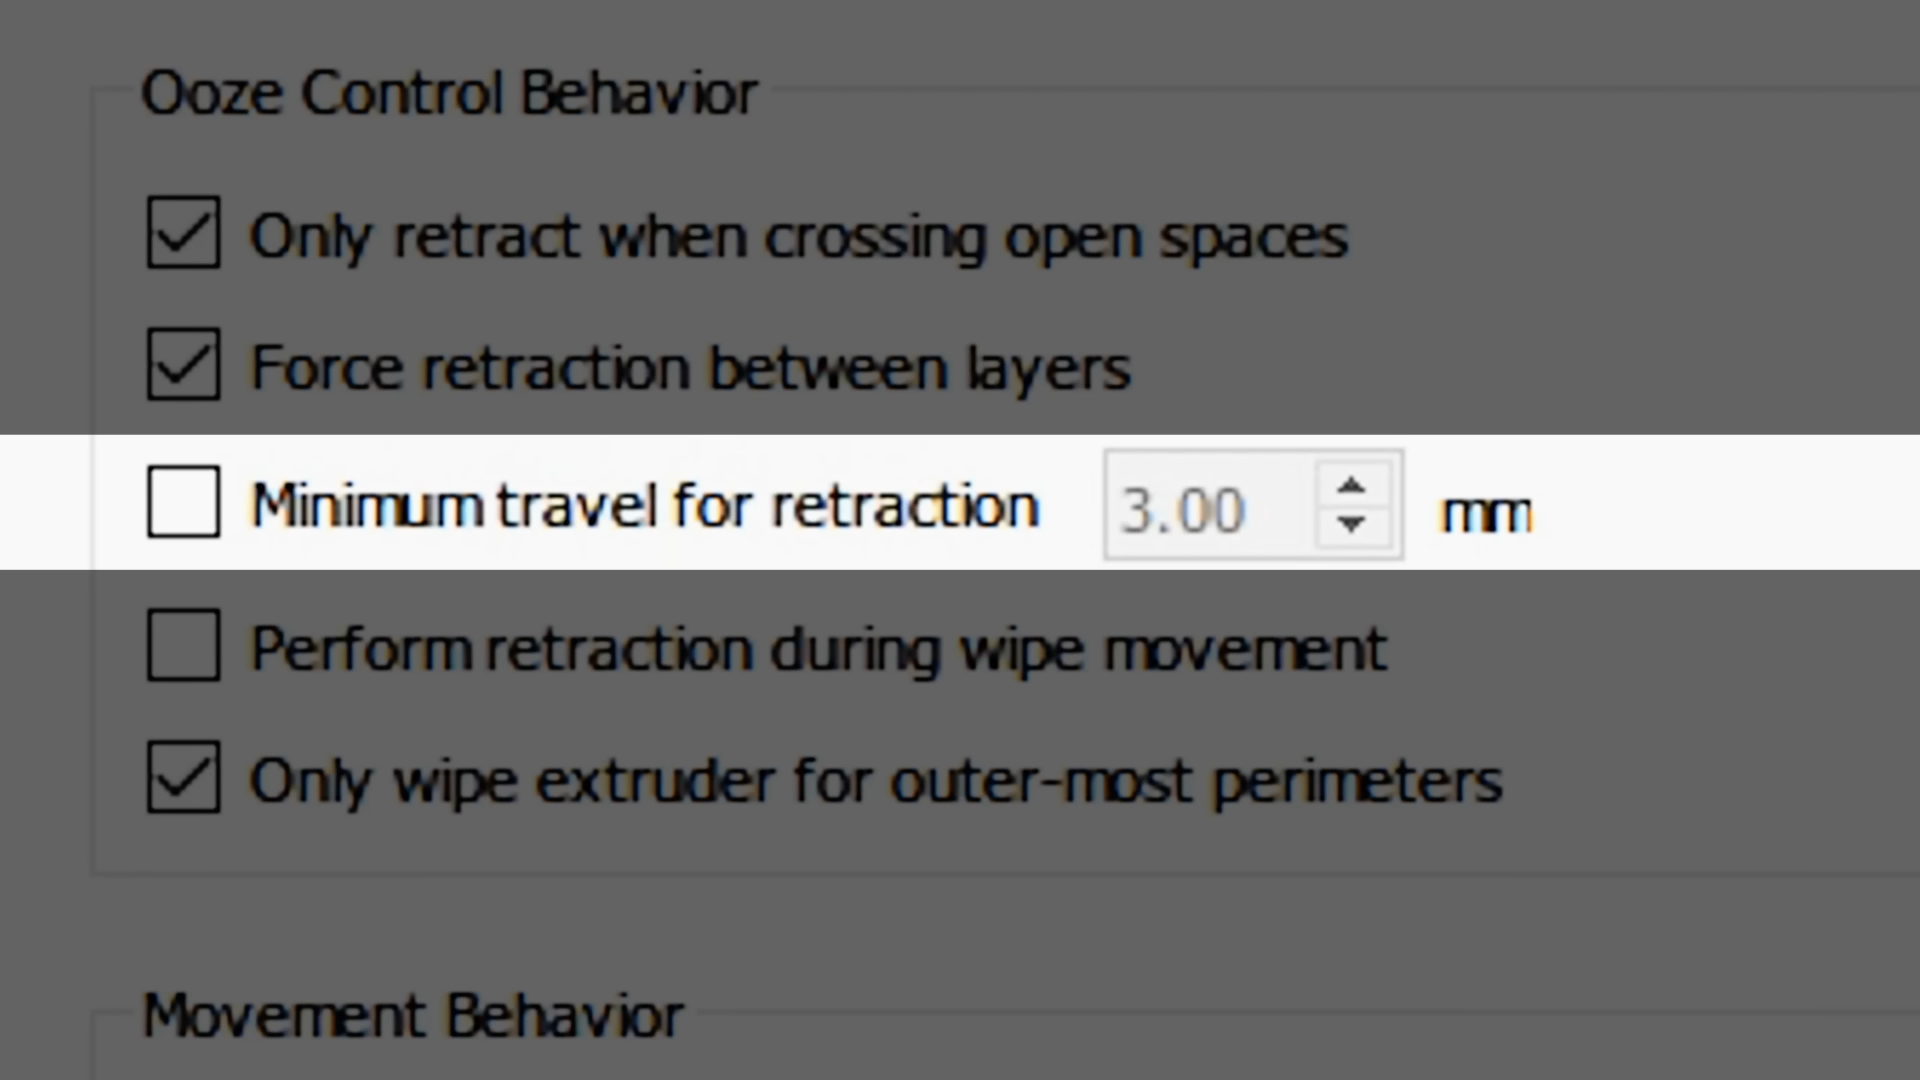 Ooze Control Behavior
Only retract when crossing open spaces
Force retraction between layers
Minimum travel for retraction 3.00 mm
Perform retraction during wipe movement
Only wipe extruder for outer-most perimeters
Movement Behavior